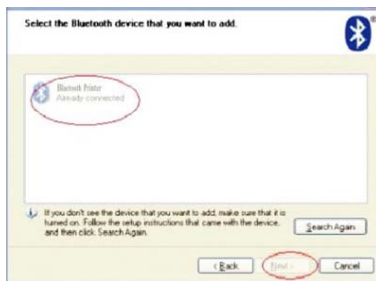 Select the Bluetooth device that you want to add.
Bluetooth Printer
Already connected
If you don't see the device that you want to add, make sure that it is
turned on. Follow the setup instructions that came with the device,
and then click Search Again.
Search Again
< Back
Next >
Cancel